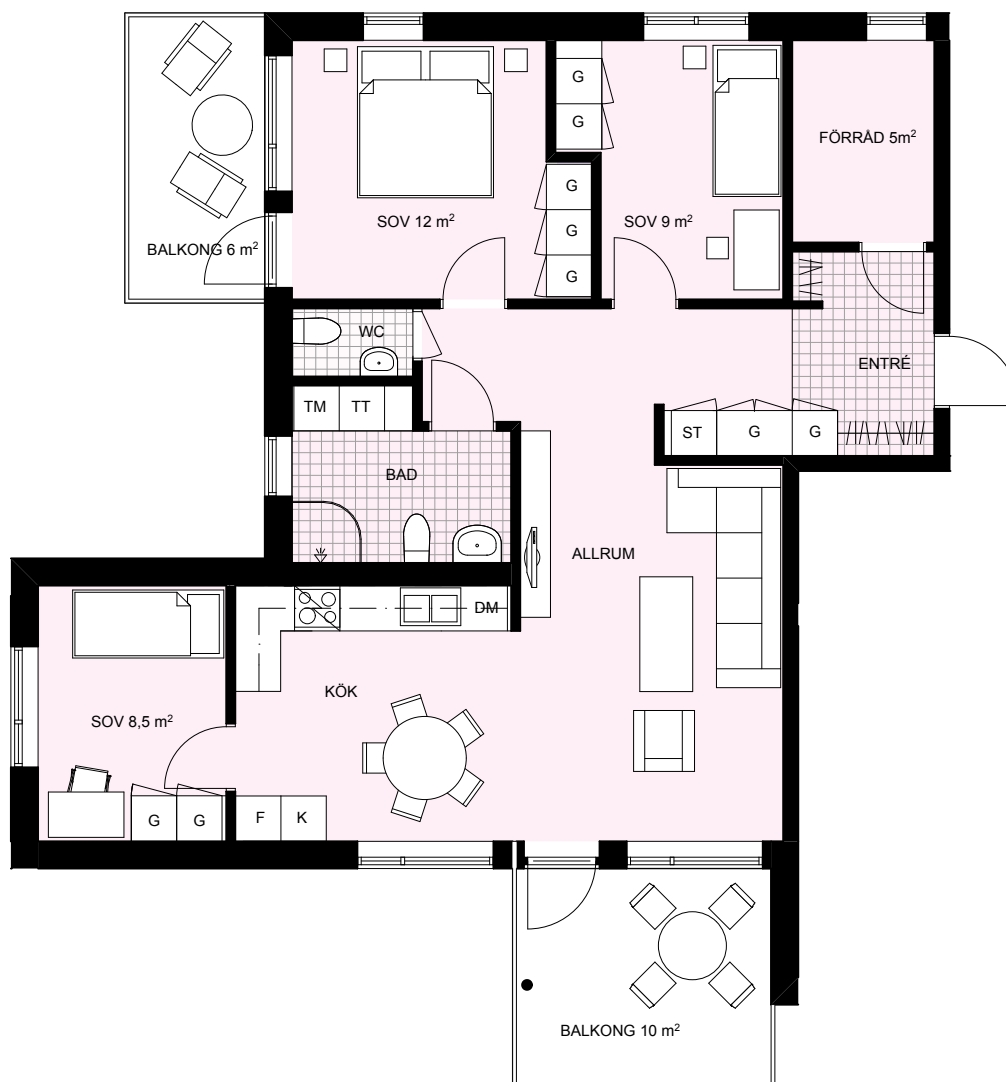 G
G
FÖRRÅD 5m²
G
SOV 12 m²
SOV 9 m²
G
BALKONG 6 m²
G
WC
ENTRÉ
TM
TT
ST
G
G
BAD
ALLRUM
DM
KÖK
SOV 8,5 m²
G
G
F
K
BALKONG 10 m²